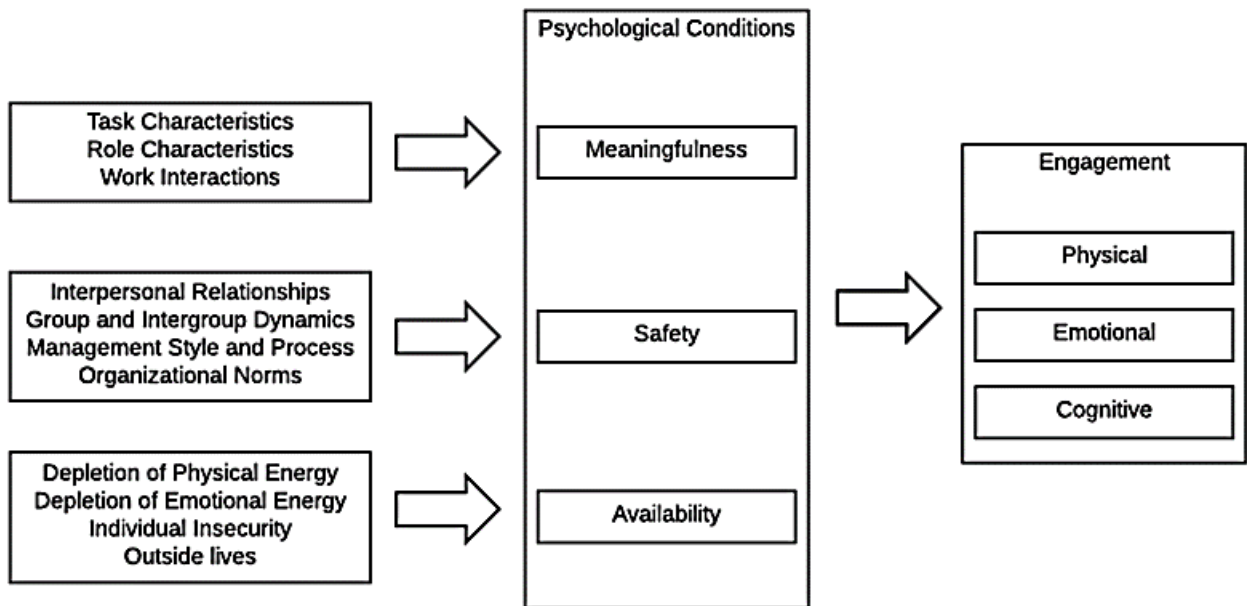 Psychological Conditions
Task Characteristics
Role Characteristics
Work Interactions
Meaningfulness
Interpersonal Relationships
Group and Intergroup Dynamics
Management Style and Process
Organizational Norms
Safety
Depletion of Physical Energy
Depletion of Emotional Energy
Individual Insecurity
Outside lives
Availability
Engagement
Physical
Emotional
Cognitive